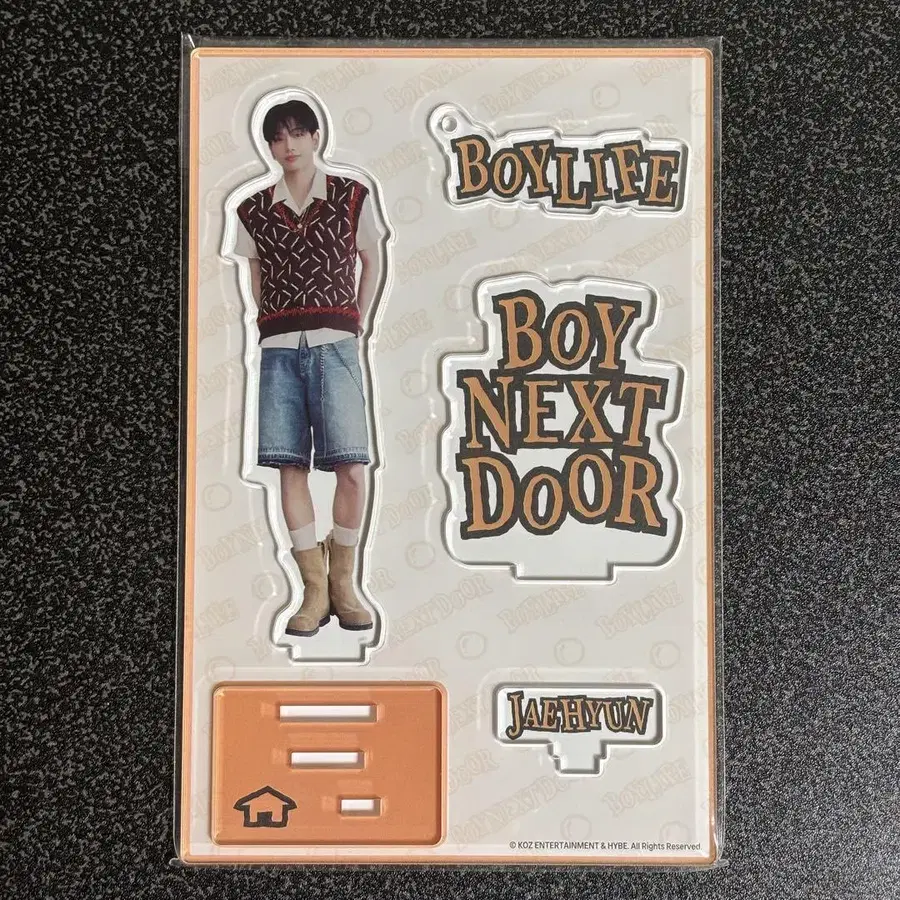 BOYLIFE
BOY
NEXT
DOOR
JAEHYUN
© KOZ ENTERTAINMENT & HYBE. All Rights Reserved.